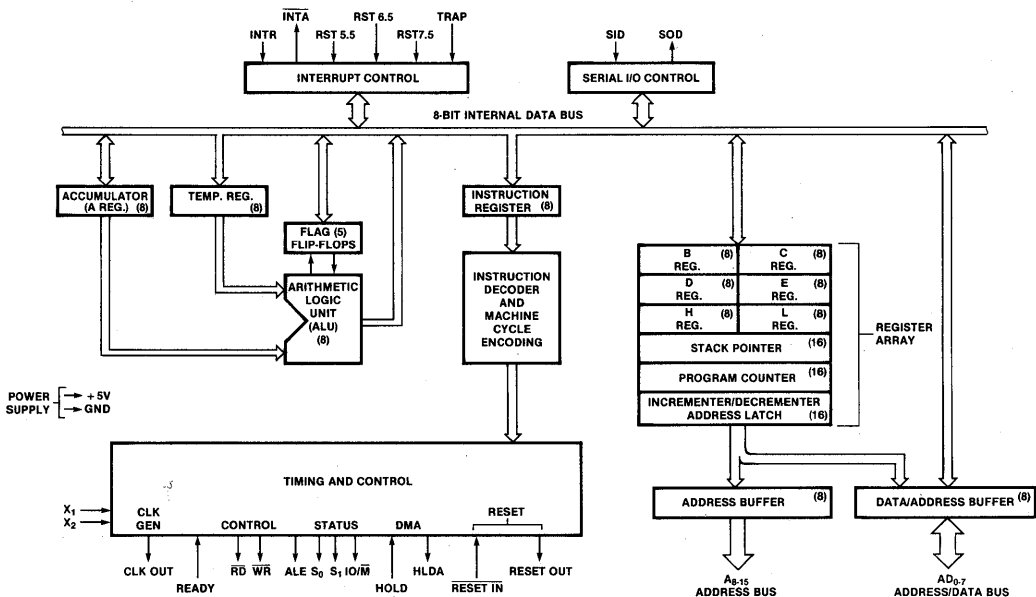 INTR
INTA
RST 5.5
RST 6.5
RST7.5
TRAP
INTERRUPT CONTROL
SID
SOD
SERIAL I/O CONTROL
8-BIT INTERNAL DATA BUS
ACCUMULATOR
(A REG.) (8)
TEMP. REG.
(8)
FLAG (5)
FLIP-FLOPS
ARITHMETIC
LOGIC
UNIT
(ALU)
(8)
INSTRUCTION
REGISTER (8)
INSTRUCTION
DECODER
AND
MACHINE
CYCLE
ENCODING
B (8)
REG.
C (8)
REG.
D (8)
REG.
E (8)
REG.
H (8)
REG.
L (8)
REG.
STACK POINTER (16)
PROGRAM COUNTER (16)
INCREMENTER/DECREMENTER
ADDRESS LATCH (16)
REGISTER
ARRAY
POWER
SUPPLY
+5V
GND
TIMING AND CONTROL
X1
X2
CLK
GEN
CONTROL
STATUS
DMA
RESET
CLK OUT
READY
RD
WR
ALE
S0
S1
IO/M
HOLD
HLDA
RESET IN
RESET OUT
ADDRESS BUFFER (8)
DATA/ADDRESS BUFFER (8)
A8-15
ADDRESS BUS
AD0-7
ADDRESS/DATA BUS